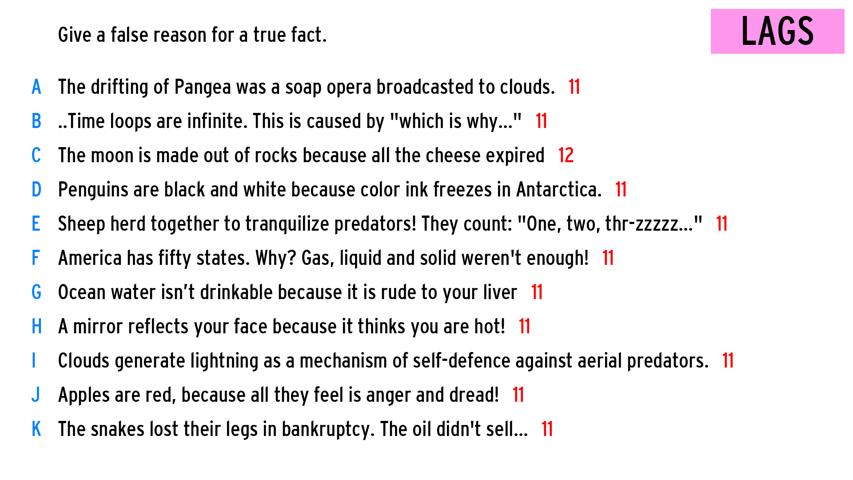 Give a false reason for a true fact.
LAGS
A The drifting of Pangea was a soap opera broadcasted to clouds. 11
B ..Time loops are infinite. This is caused by "which is why..." 11
C The moon is made out of rocks because all the cheese expired 12
D Penguins are black and white because color ink freezes in Antarctica. 11
E Sheep herd together to tranquilize predators! They count: "One, two, thr-zzzzz..." 11
F America has fifty states. Why? Gas, liquid and solid weren't enough! 11
G Ocean water isn’t drinkable because it is rude to your liver 11
H A mirror reflects your face because it thinks you are hot! 11
I Clouds generate lightning as a mechanism of self-defence against aerial predators. 11
J Apples are red, because all they feel is anger and dread! 11
K The snakes lost their legs in bankruptcy. The oil didn't sell... 11